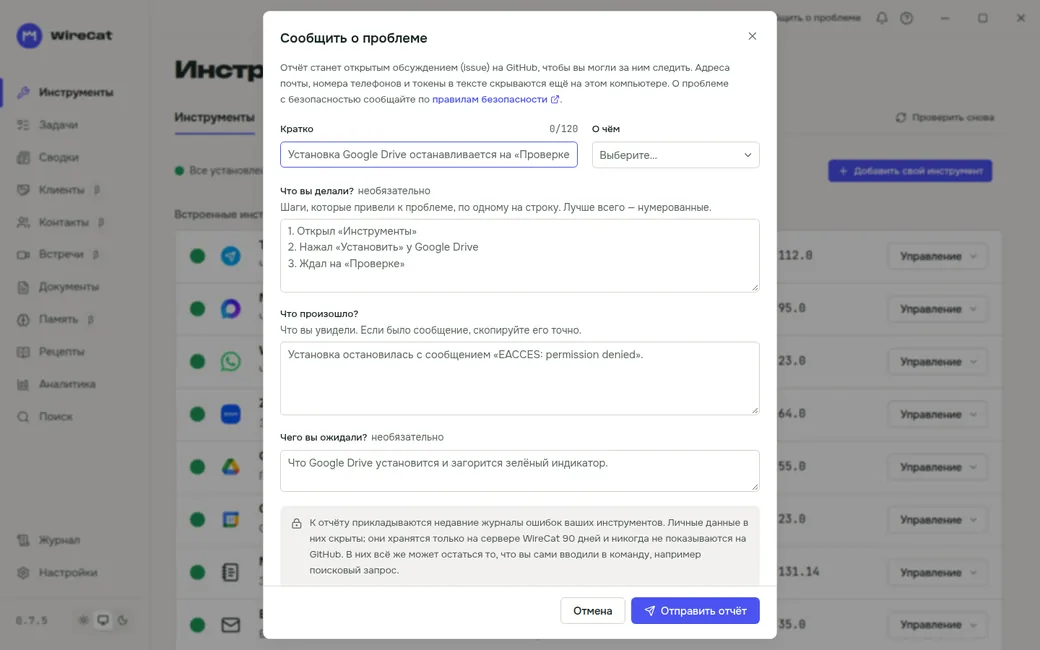 wirecat
щить о проблеме
Сообщить о проблеме
Отчёт станет открытым обсуждением (issue) на GitHub, чтобы вы могли за ним следить. Адреса
почты, номера телефонов и токены в тексте скрываются ещё на этом компьютере. О проблеме
с безопасностью сообщайте по правилам безопасности.
Кратко
0/120
О чём
Установка Google Drive останавливается на «Проверке
Выберите…
Что вы делали? необязательно
Шаги, которые привели к проблеме, по одному на строку. Лучше всего — нумерованные.
1. Открыл «Инструменты»
2. Нажал «Установить» у Google Drive
3. Ждал на «Проверке»
Что произошло?
Что вы увидели. Если было сообщение, скопируйте его точно.
Установка остановилась с сообщением «EACCES: permission denied».
Чего вы ожидали? необязательно
Что Google Drive установится и загорится зелёный индикатор.
К отчёту прикладываются недавние журналы ошибок ваших инструментов. Личные данные в
них скрыты; они хранятся только на сервере WireCat 90 дней и никогда не показываются на
GitHub. В них всё же может остаться то, что вы сами вводили в команду, например
поисковый запрос.
Отмена
Отправить отчёт
Инструменты
Задачи
Сводки
Клиенты β
Контакты β
Встречи β
Документы
Память β
Рецепты
Аналитика
Поиск
Журнал
Настройки
0.7.5
Инстр
Инструменты
Проверить снова
Все установлен
Добавить свой инструмент
Встроенные инст
112.0
Управление
95.0
Управление
23.0
Управление
64.0
Управление
55.0
Управление
23.0
Управление
131.14
Управление
35.0
Управление